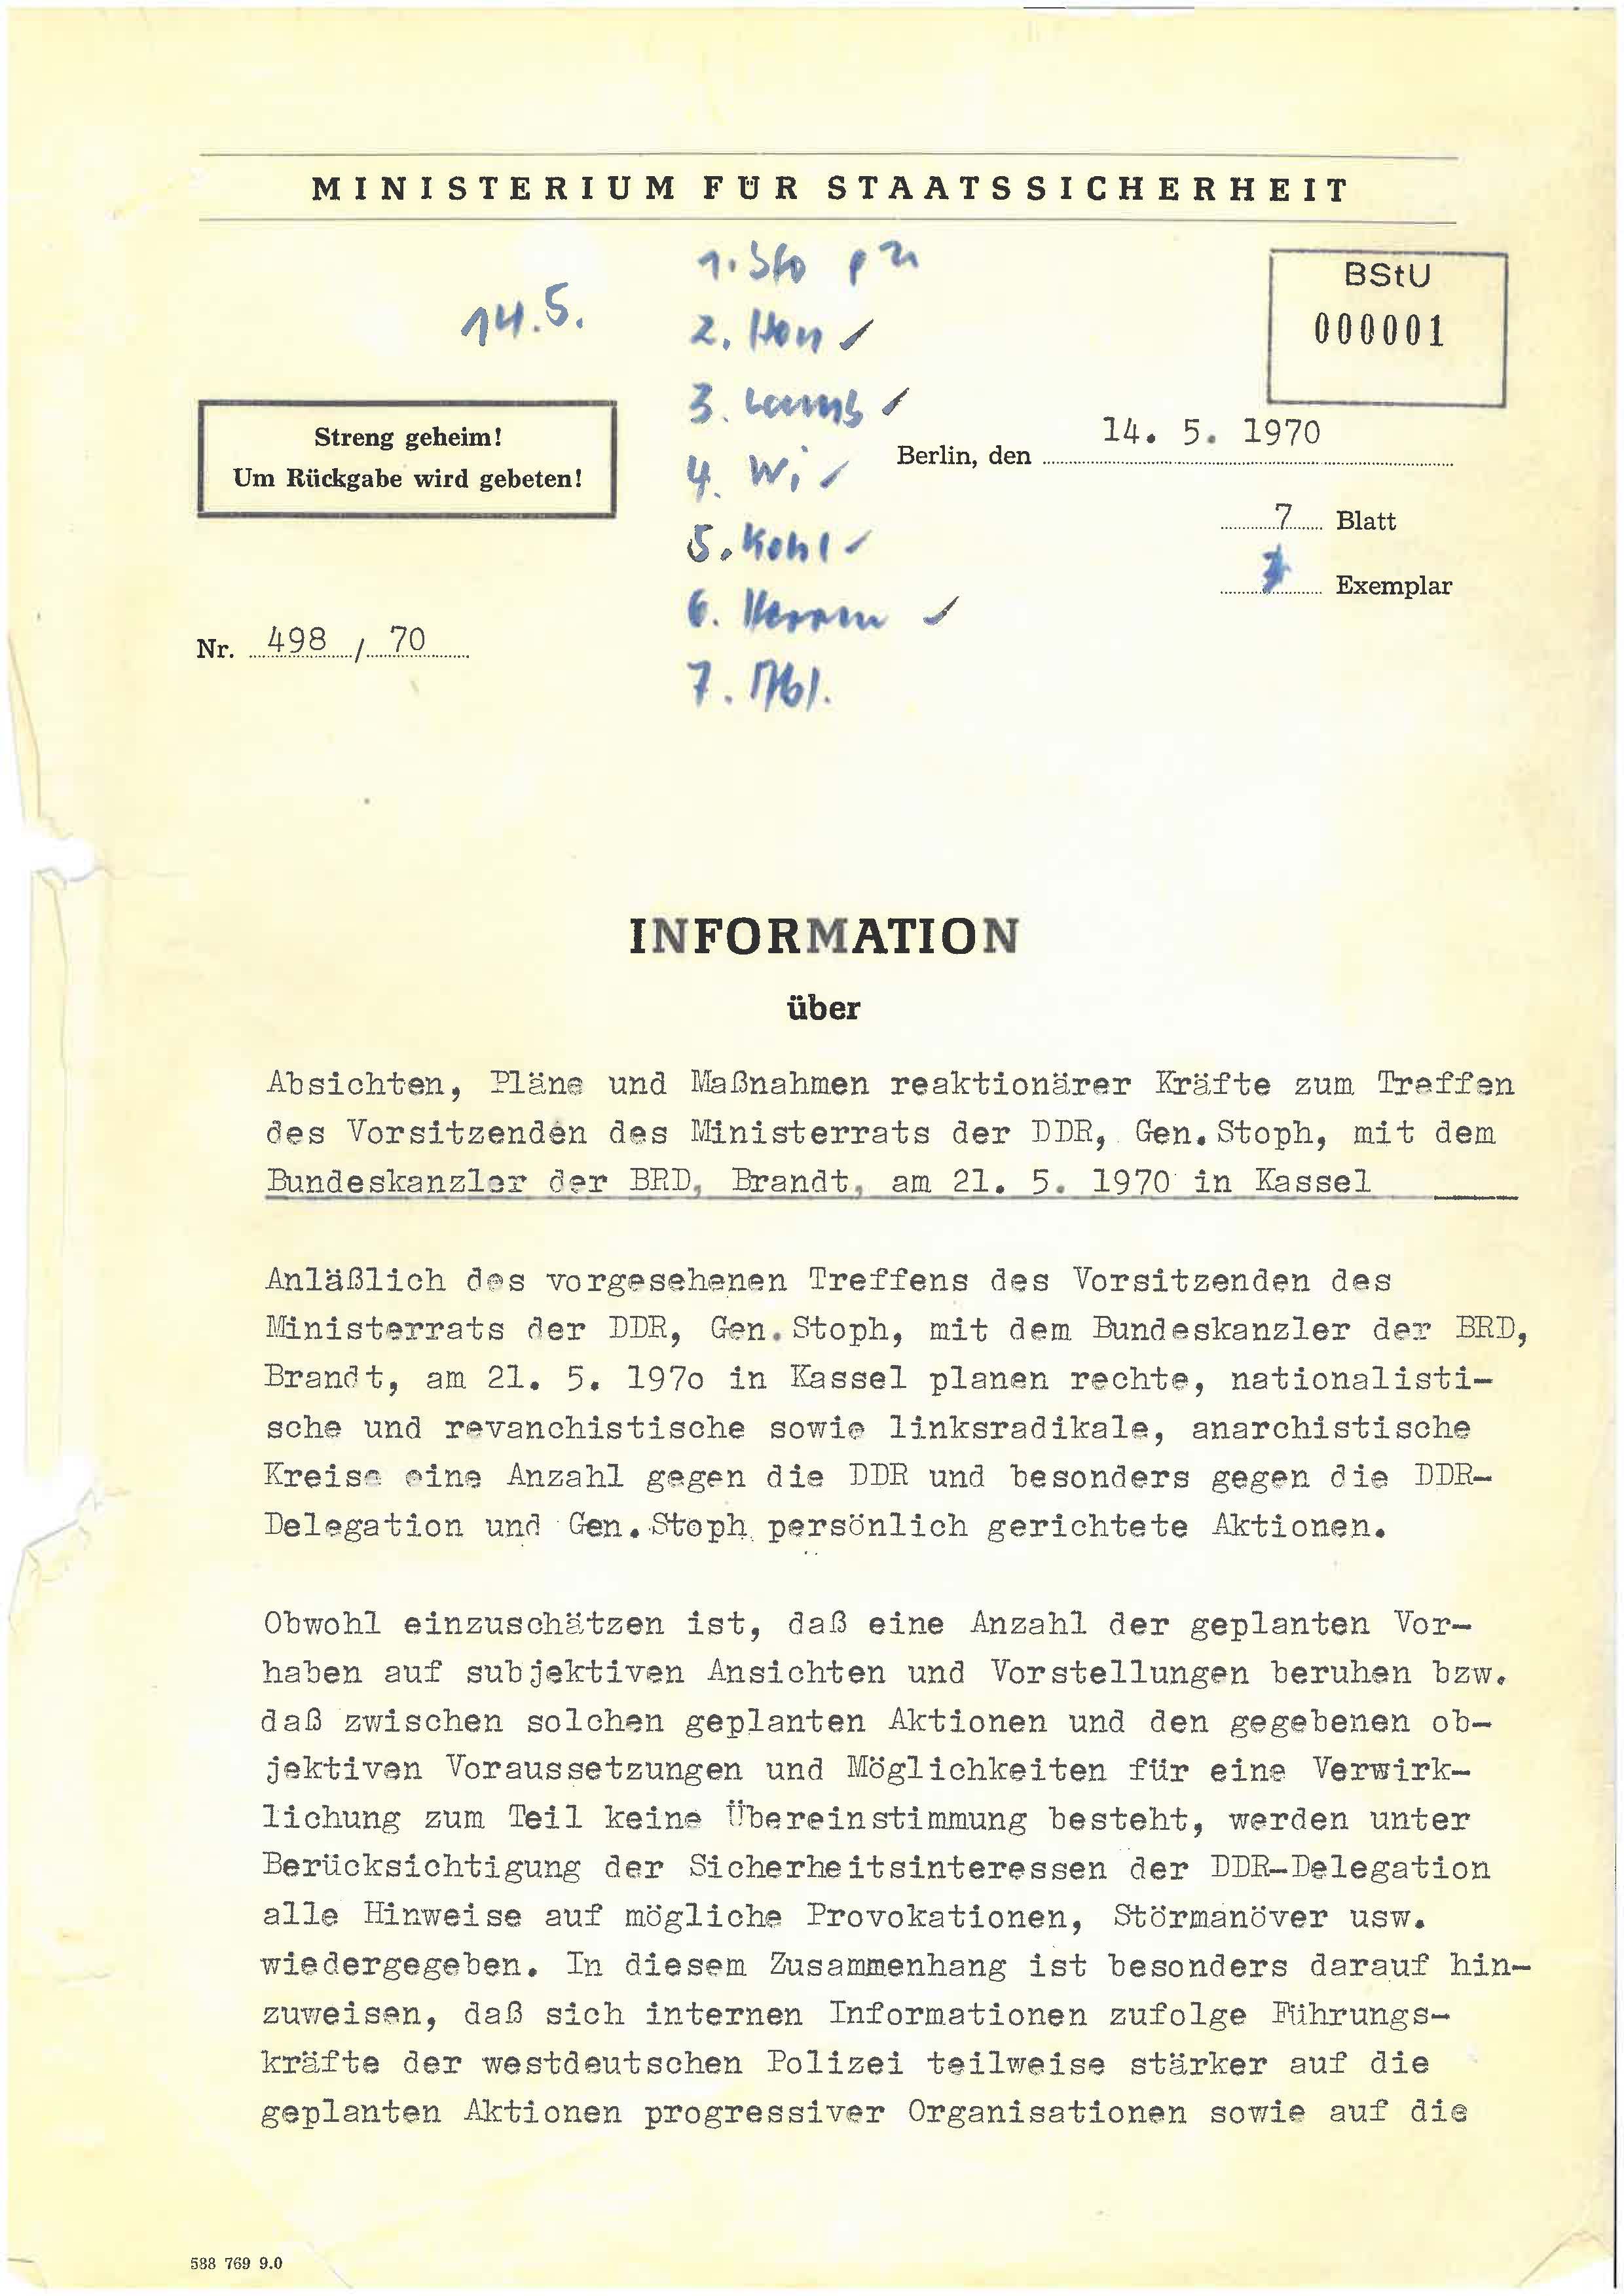 MINISTERIUM FÜR STAATSSICHERHEIT
14.5.
1. Sto
2. Hon ✓
3. Lamb ✓
4. Wi ✓
5. Kohl ✓
6. Herrm ✓
7. Abl.
BStU
000001
Streng geheim!
Um Rückgabe wird gebeten!
Berlin, den 14. 5. 1970
7 Blatt
Exemplar
Nr. 498 / 70
INFORMATION
über
Absichten, Pläne und Maßnahmen reaktionärer Kräfte zum Treffen
des Vorsitzenden des Ministerrats der DDR, Gen. Stoph, mit dem
Bundeskanzler der BRD, Brandt, am 21. 5. 1970 in Kassel
Anläßlich des vorgesehenen Treffens des Vorsitzenden des
Ministerrats der DDR, Gen. Stoph, mit dem Bundeskanzler der BRD,
Brandt, am 21. 5. 197o in Kassel planen rechte, nationalisti-
sche und revanchistische sowie linksradikale, anarchistische
Kreise eine Anzahl gegen die DDR und besonders gegen die DDR-
Delegation und Gen. Stoph persönlich gerichtete Aktionen.
Obwohl einzuschätzen ist, daß eine Anzahl der geplanten Vor-
haben auf subjektiven Ansichten und Vorstellungen beruhen bzw.
daß zwischen solchen geplanten Aktionen und den gegebenen ob-
jektiven Voraussetzungen und Möglichkeiten für eine Verwirk-
lichung zum Teil keine Übereinstimmung besteht, werden unter
Berücksichtigung der Sicherheitsinteressen der DDR-Delegation
alle Hinweise auf mögliche Provokationen, Störmanöver usw.
wiedergegeben. In diesem Zusammenhang ist besonders darauf hin-
zuweisen, daß sich internen Informationen zufolge Führungs-
kräfte der westdeutschen Polizei teilweise stärker auf die
geplanten Aktionen progressiver Organisationen sowie auf die
588 769 9.0